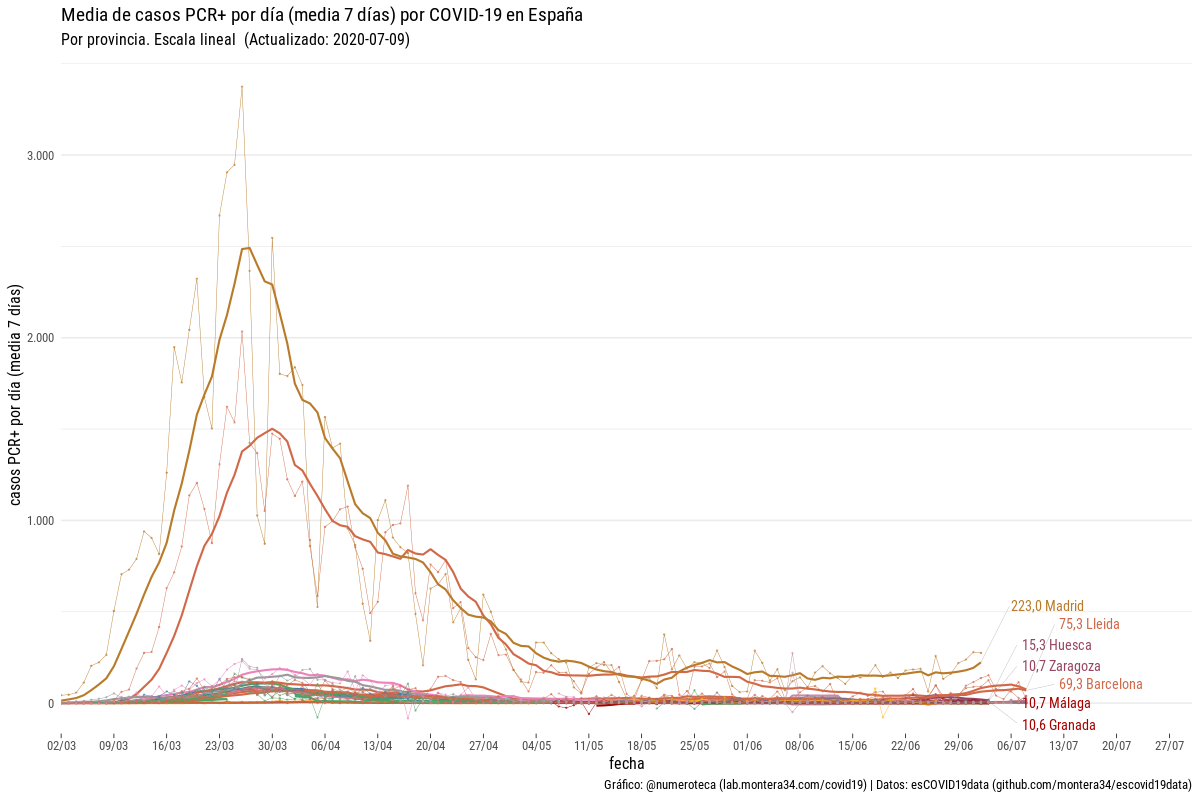 Media de casos PCR+ por día (media 7 días) por COVID-19 en España
Por provincia. Escala lineal  (Actualizado: 2020-07-09)
casos PCR+ por día (media 7 días)
3.000
2.000
1.000
0
223,0 Madrid
75,3 Lleida
15,3 Huesca
10,7 Zaragoza
69,3 Barcelona
10,7 Málaga
10,6 Granada
02/03 09/03 16/03 23/03 30/03 06/04 13/04 20/04 27/04 04/05 11/05 18/05 25/05 01/06 08/06 15/06 22/06 29/06 06/07 13/07 20/07 27/07
fecha
Gráfico: @numeroteca (lab.montera34.com/covid19) | Datos: esCOVID19data (github.com/montera34/escovid19data)